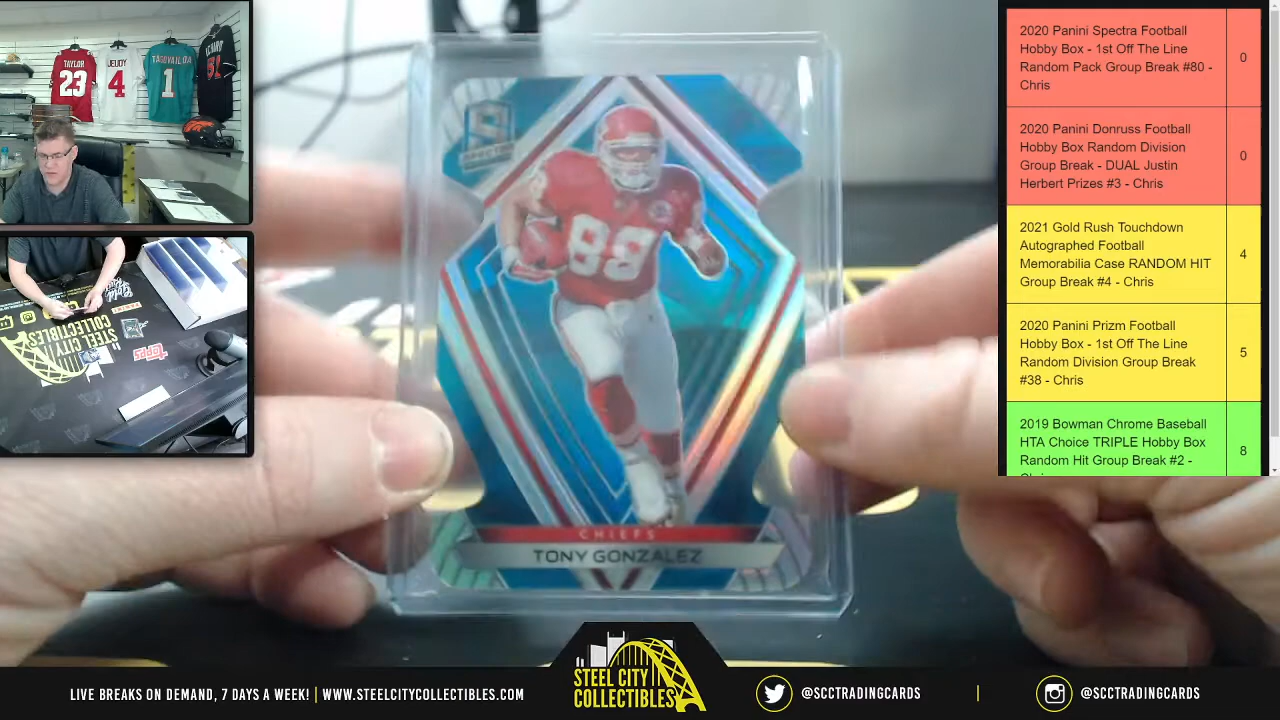 TAYLOR
23
JEUDY
4
TAGOVAILOA
1
51
STEEL CITY
COLLECTIBLES
Topps
88
CHIEFS
TONY GONZALEZ
2020 Panini Spectra Football
Hobby Box - 1st Off The Line
Random Pack Group Break #80 -
Chris
0
2020 Panini Donruss Football
Hobby Box Random Division
Group Break - DUAL Justin
Herbert Prizes #3 - Chris
0
2021 Gold Rush Touchdown
Autographed Football
Memorabilia Case RANDOM HIT
Group Break #4 - Chris
4
2020 Panini Prizm Football
Hobby Box - 1st Off The Line
Random Division Group Break
#38 - Chris
5
2019 Bowman Chrome Baseball
HTA Choice TRIPLE Hobby Box
Random Hit Group Break #2 -
8
LIVE BREAKS ON DEMAND, 7 DAYS A WEEK! | WWW.STEELCITYCOLLECTIBLES.COM
STEEL CITY
COLLECTIBLES
@SCCTRADINGCARDS
@SCCTRADINGCARDS